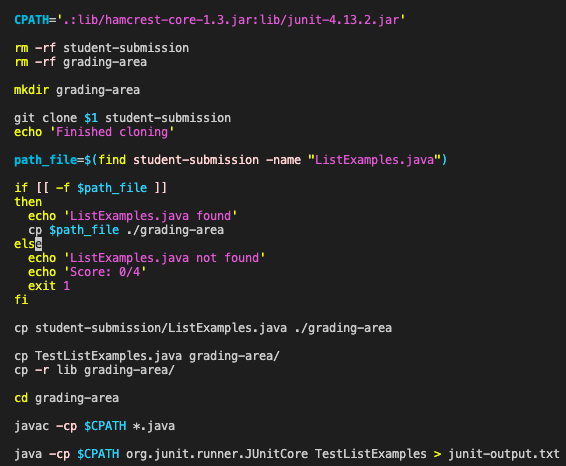 CPATH='.:lib/hamcrest-core-1.3.jar:lib/junit-4.13.2.jar'
rm -rf student-submission
rm -rf grading-area
mkdir grading-area
git clone $1 student-submission
echo 'Finished cloning'
path_file=$(find student-submission -name "ListExamples.java")
if [[ -f $path_file ]]
then
  echo 'ListExamples.java found'
  cp $path_file ./grading-area
else
  echo 'ListExamples.java not found'
  echo 'Score: 0/4'
  exit 1
fi
cp student-submission/ListExamples.java ./grading-area
cp TestListExamples.java grading-area/
cp -r lib grading-area/
cd grading-area
javac -cp $CPATH *.java
java -cp $CPATH org.junit.runner.JUnitCore TestListExamples > junit-output.txt